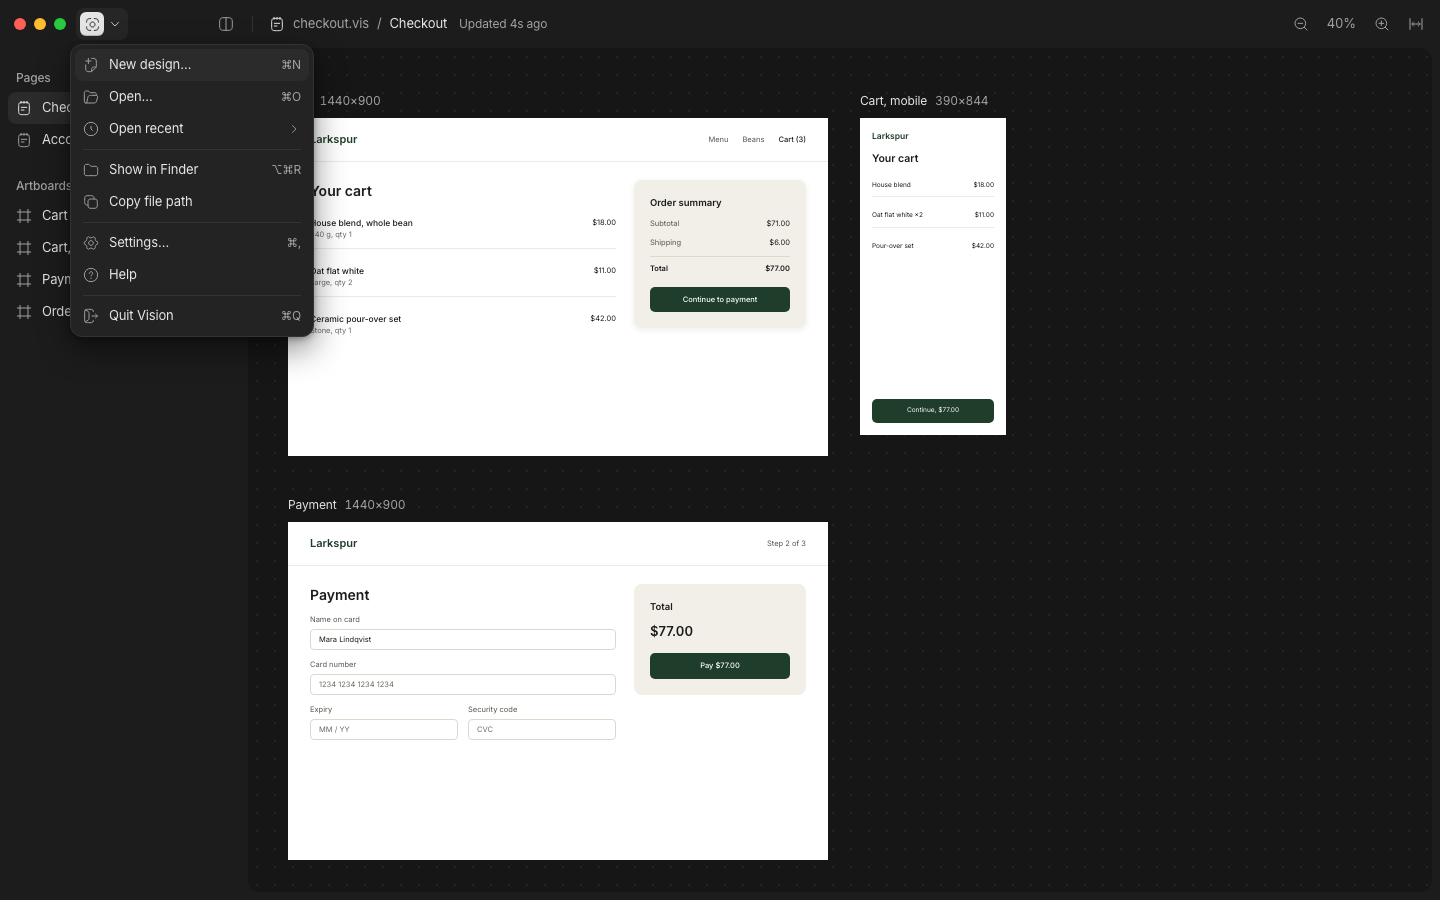 checkout.vis / Checkout Updated 4s ago
40%
New design... ⌘N
Open... ⌘O
Open recent
Show in Finder ⌥⌘R
Copy file path
Settings... ⌘,
Help
Quit Vision ⌘Q
Pages
Artboards
Cart
1440×900
Larkspur
Menu Beans Cart (3)
Your cart
House blend, whole bean $18.00
qty 1
Oat flat white $11.00
Large, qty 2
Ceramic pour-over set $42.00
Stone, qty 1
Order summary
Subtotal $71.00
Shipping $6.00
Total $77.00
Continue to payment
Cart, mobile 390×844
Larkspur
Your cart
House blend $18.00
Oat flat white ×2 $11.00
Pour-over set $42.00
Continue, $77.00
Payment 1440×900
Larkspur
Step 2 of 3
Payment
Name on card
Mara Lindqvist
Card number
1234 1234 1234 1234
Expiry Security code
MM / YY CVC
Total
$77.00
Pay $77.00